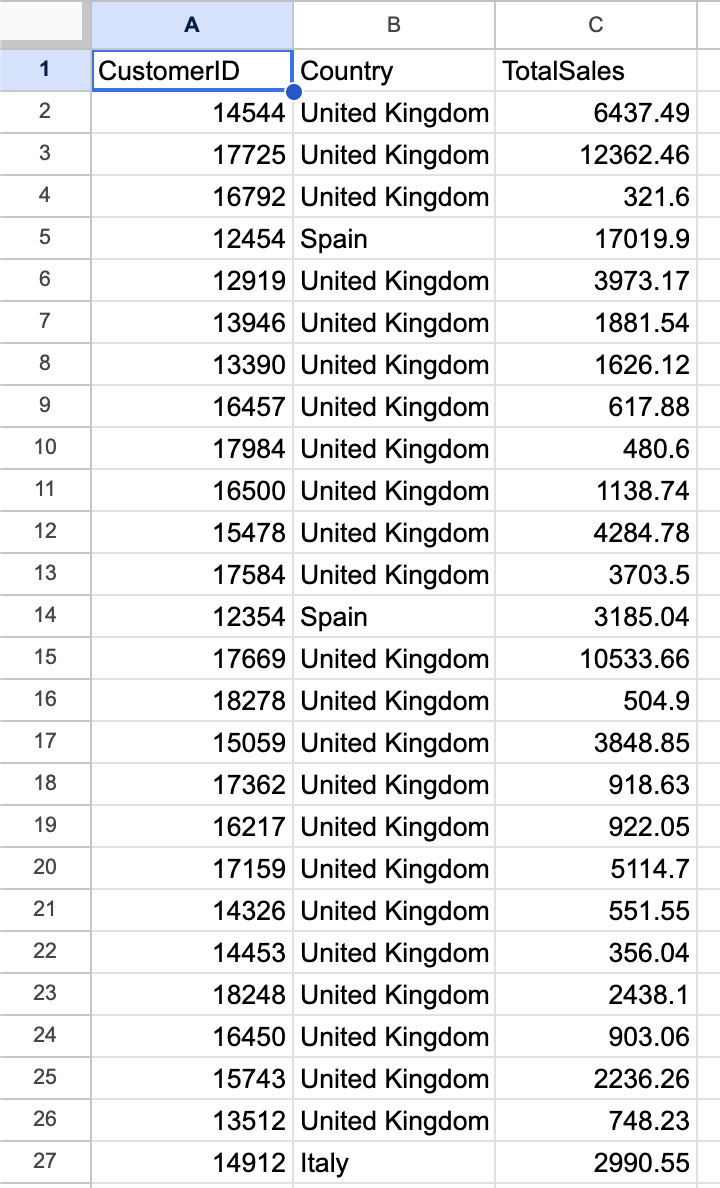 A B C
1 CustomerID Country TotalSales
2 14544 United Kingdom 6437.49
3 17725 United Kingdom 12362.46
4 16792 United Kingdom 321.6
5 12454 Spain 17019.9
6 12919 United Kingdom 3973.17
7 13946 United Kingdom 1881.54
8 13390 United Kingdom 1626.12
9 16457 United Kingdom 617.88
10 17984 United Kingdom 480.6
11 16500 United Kingdom 1138.74
12 15478 United Kingdom 4284.78
13 17584 United Kingdom 3703.5
14 12354 Spain 3185.04
15 17669 United Kingdom 10533.66
16 18278 United Kingdom 504.9
17 15059 United Kingdom 3848.85
18 17362 United Kingdom 918.63
19 16217 United Kingdom 922.05
20 17159 United Kingdom 5114.7
21 14326 United Kingdom 551.55
22 14453 United Kingdom 356.04
23 18248 United Kingdom 2438.1
24 16450 United Kingdom 903.06
25 15743 United Kingdom 2236.26
26 13512 United Kingdom 748.23
27 14912 Italy 2990.55